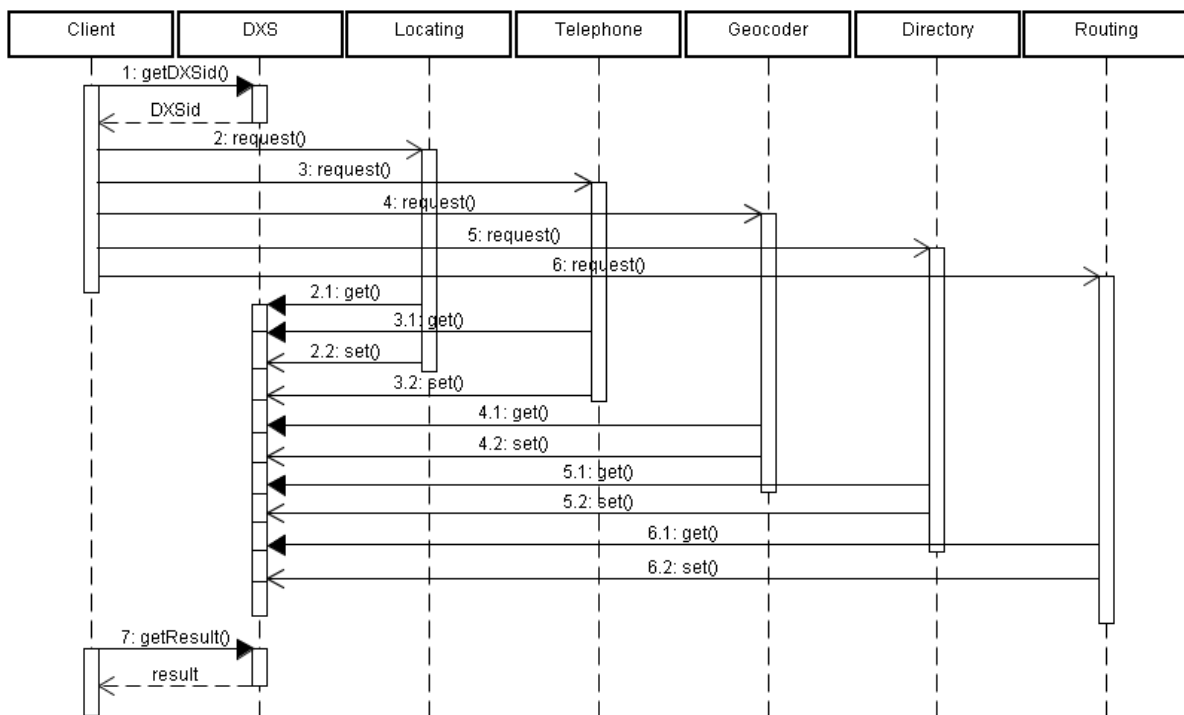 Client DXS Locating Telephone Geocoder Directory Routing
1: getDXSid()
DXSid
2: request()
3: request()
4: request()
5: request()
6: request()
2.1: get()
3.1: get()
2.2: set()
3.2: set()
4.1: get()
4.2: set()
5.1: get()
5.2: set()
6.1: get()
6.2: set()
7: getResult()
result